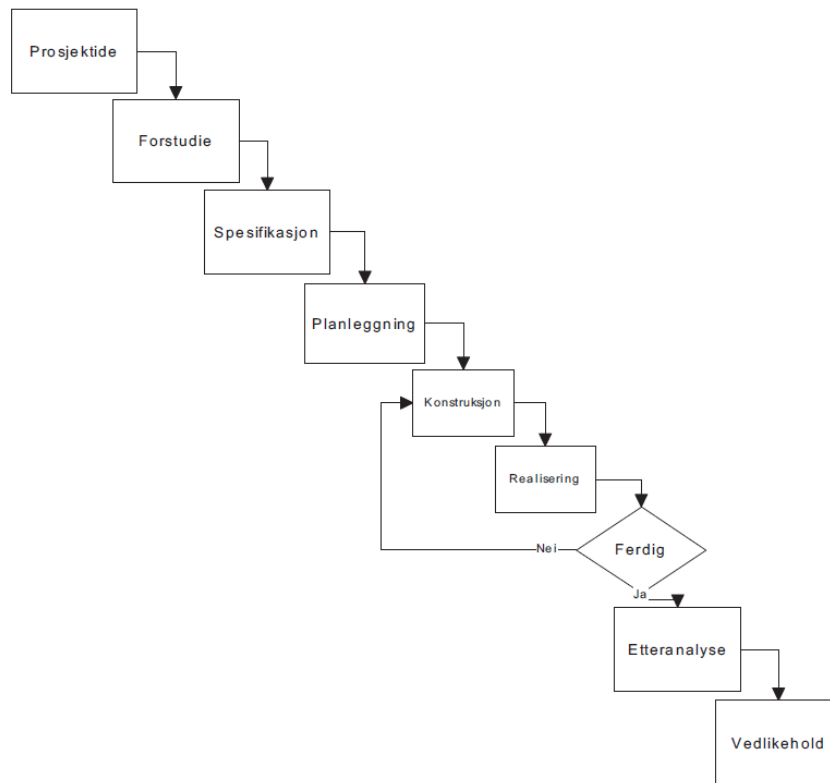 Prosjektide
Forstudie
Spesifikasjon
Planleggning
Konstruksjon
Realisering
Ferdig
Nei
Ja
Etteranalyse
Vedlikehold